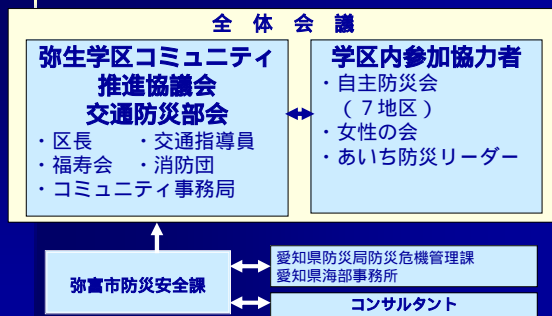 全 体 会 議
弥生学区コミュニティ
推進協議会
交通防災部会
・区長 ・交通指導員
・福寿会 ・消防団
・コミュニティ事務局
学区内参加協力者
・自主防災会
（７地区）
・女性の会
・あいち防災リーダー
弥富市防災安全課
愛知県防災局防災危機管理課
愛知県海部事務所
コンサルタント